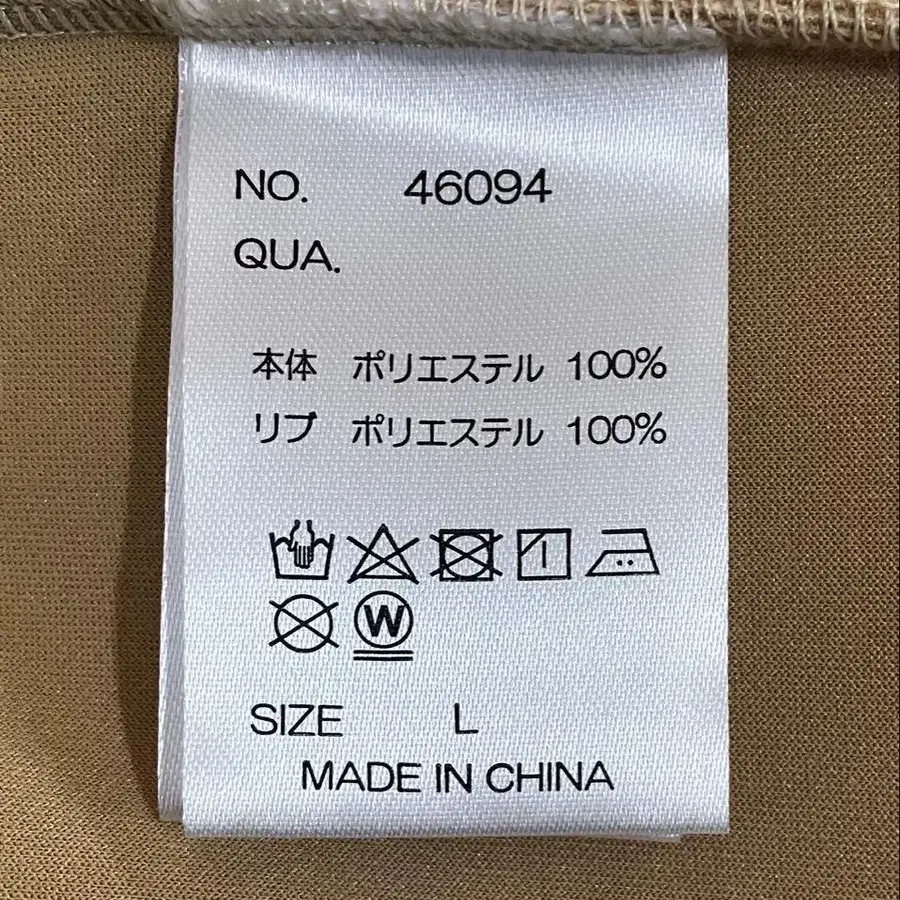 NO. 46094
QUA.
本体 ポリエステル 100%
リブ ポリエステル 100%
W
SIZE L
MADE IN CHINA